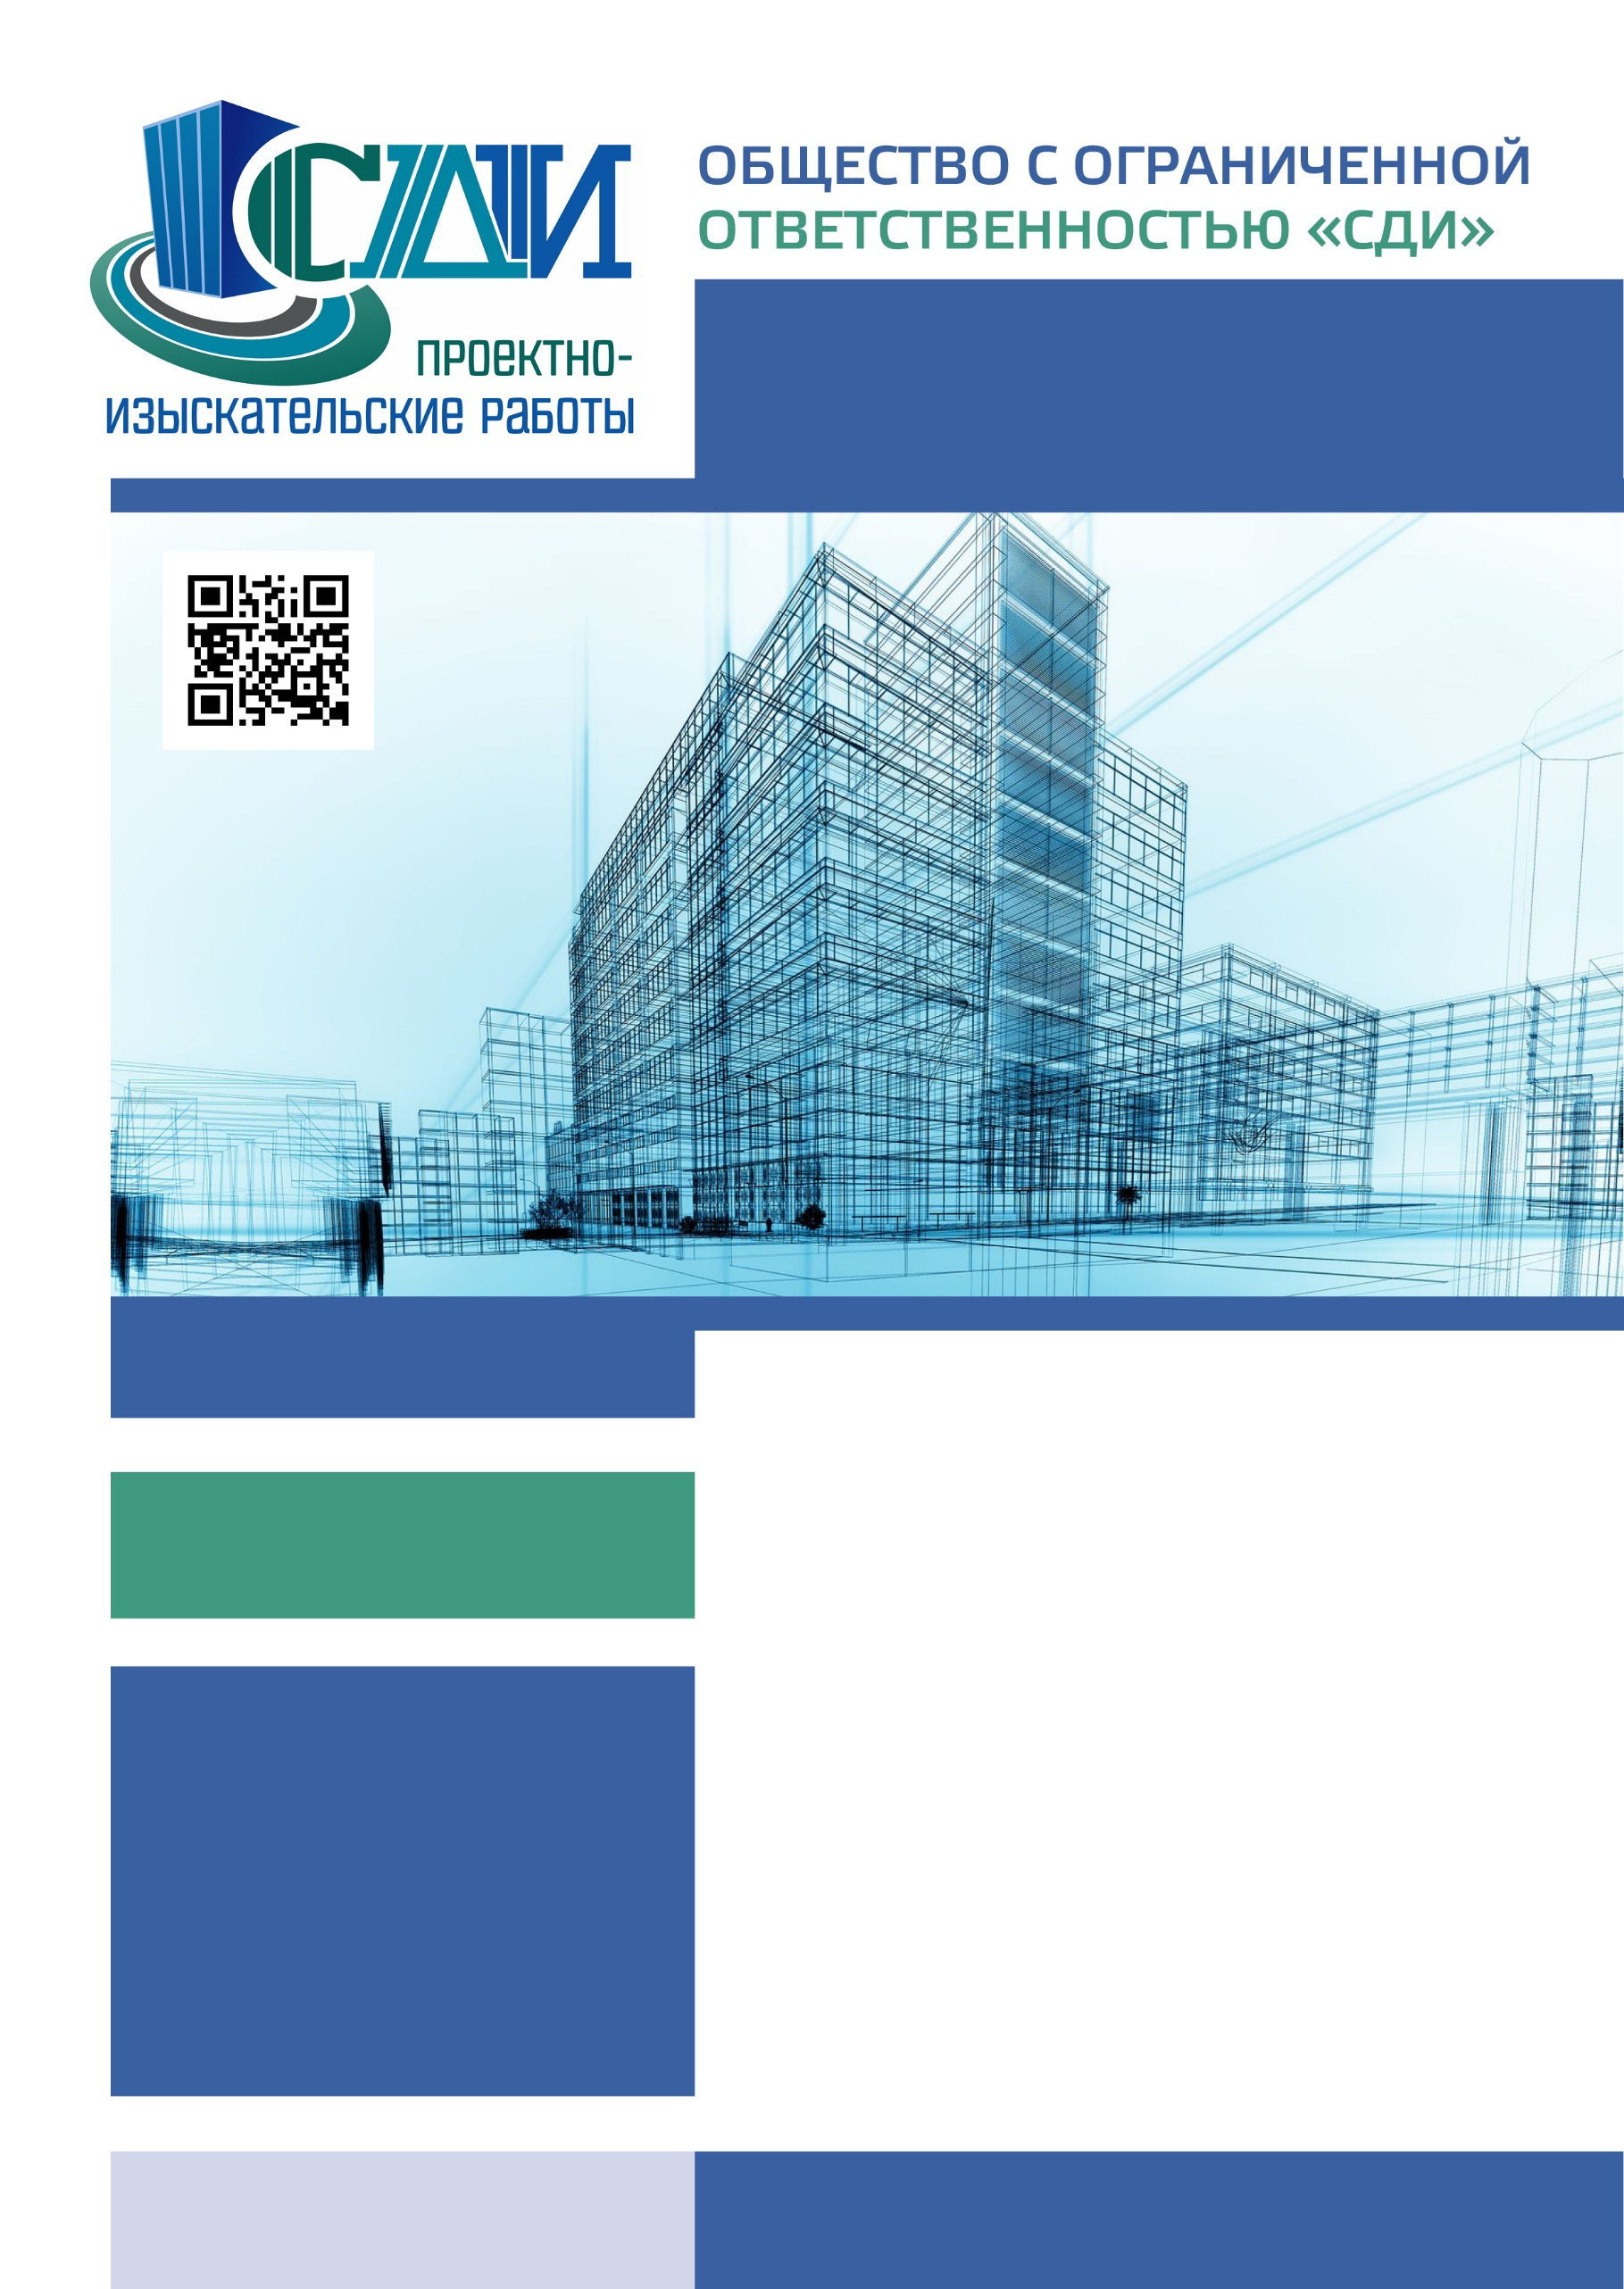 СДИ
ПРОЕКТНО-
ИЗЫСКАТЕЛЬСКИЕ РАБОТЫ
ОБЩЕСТВО С ОГРАНИЧЕННОЙ
ОТВЕТСТВЕННОСТЬЮ «СДИ»